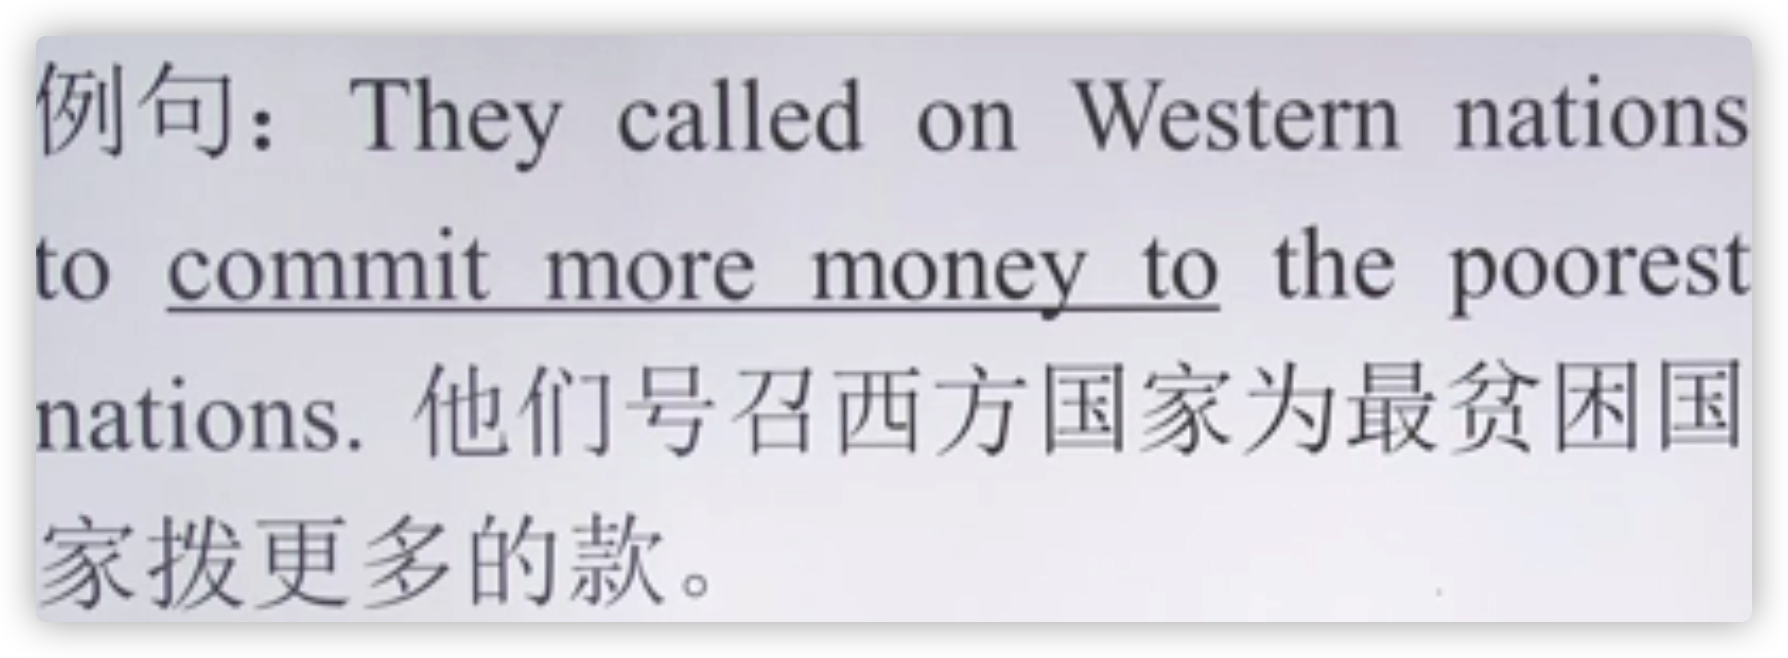 例句：They called on Western nations
to commit more money to the poorest
nations. 他们号召西方国家为最贫困国
家拨更多的款。